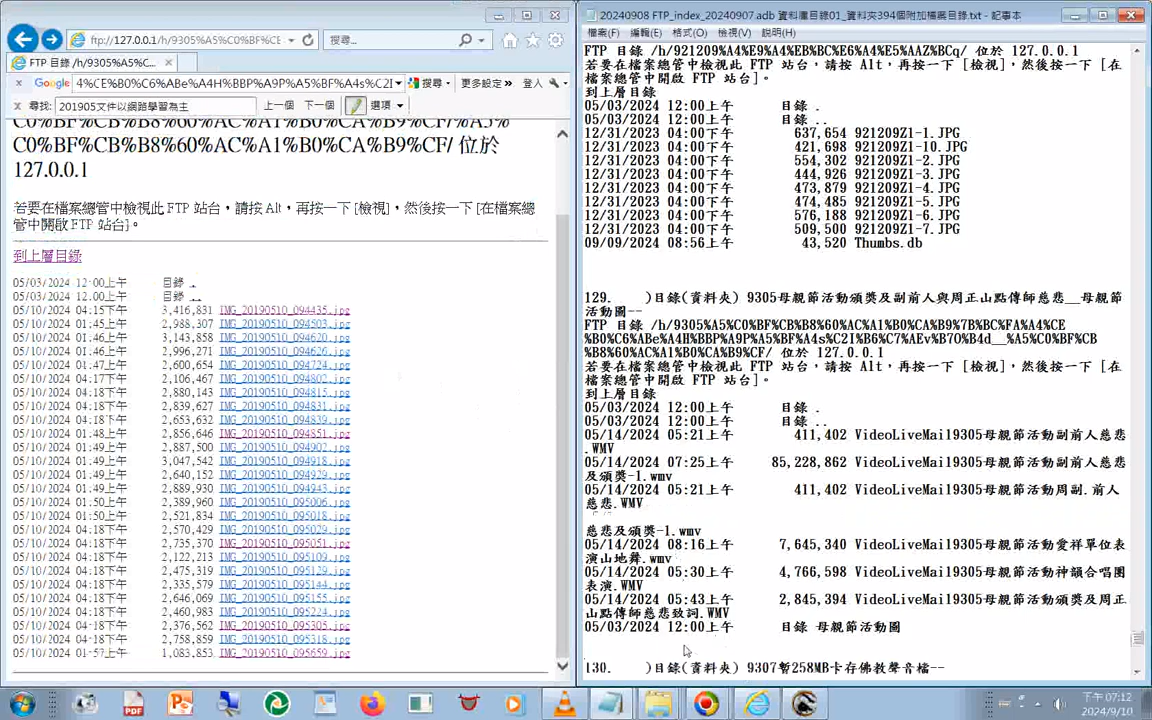 20240908 FTP_index_20240907.adb 資料庫目錄01_資料夾394個附加檔案目錄.txt - 記事本
ftp://127.0.0.1/h/9305%A5%C0%BF%CE
搜尋...
FTP 目錄 /h/9305%A5%C...
Google
4%CE%B0%C6%ABe%A4H%BBP%A9%P5%BF%A4s%C2I
搜尋
更多設定 »
登入
尋找:
201905文件以網路學習為主
上一個
下一個
選項
C0%BF%CB%B8%60%AC%A1%B0%CA%B9%CF/%A5%
C0%BF%CB%B8%60%AC%A1%B0%CA%B9%CF/ 位於
127.0.0.1
若要在檔案總管中檢視此 FTP 站台，請按 Alt，再按一下 [檢視]，然後按一下 [在檔案總
管中開啟 FTP 站台]。
到上層目錄
05/03/2024 12:00上午 目錄 .
05/03/2024 12:00上午 目錄 ..
05/10/2024 04:15下午 3,416,831 IMG_20190510_094435.jpg
05/10/2024 01:45下午 2,988,307 IMG_20190510_094503.jpg
05/10/2024 01:46下午 3,143,858 IMG_20190510_094620.jpg
05/10/2024 01:46下午 2,996,271 IMG_20190510_094626.jpg
05/10/2024 01:47下午 2,600,654 IMG_20190510_094724.jpg
05/10/2024 04:17下午 2,106,467 IMG_20190510_094802.jpg
05/10/2024 04:18下午 2,880,143 IMG_20190510_094815.jpg
05/10/2024 04:18下午 2,839,627 IMG_20190510_094831.jpg
05/10/2024 04:18下午 2,653,632 IMG_20190510_094839.jpg
05/10/2024 01:48下午 2,856,646 IMG_20190510_094851.jpg
05/10/2024 01:49下午 2,887,500 IMG_20190510_094902.jpg
05/10/2024 01:49下午 3,047,542 IMG_20190510_094918.jpg
05/10/2024 01:49下午 2,640,152 IMG_20190510_094929.jpg
05/10/2024 01:49下午 2,889,930 IMG_20190510_094943.jpg
05/10/2024 01:50下午 2,389,960 IMG_20190510_095006.jpg
05/10/2024 01:50下午 2,521,834 IMG_20190510_095018.jpg
05/10/2024 04:18下午 2,570,429 IMG_20190510_095029.jpg
05/10/2024 04:18下午 2,735,370 IMG_20190510_095051.jpg
05/10/2024 04:18下午 2,122,213 IMG_20190510_095109.jpg
05/10/2024 04:18下午 2,475,319 IMG_20190510_095129.jpg
05/10/2024 04:18下午 2,335,579 IMG_20190510_095144.jpg
05/10/2024 04:18下午 2,646,069 IMG_20190510_095155.jpg
05/10/2024 04:18下午 2,460,983 IMG_20190510_095224.jpg
05/10/2024 04:18下午 2,376,562 IMG_20190510_095305.jpg
05/10/2024 04:18下午 2,758,859 IMG_20190510_095318.jpg
05/10/2024 01:57下午 1,083,853 IMG_20190510_095659.jpg
檔案(F) 編輯(E) 格式(O) 檢視(V) 說明(H)
FTP 目錄 /h/921209%A4%E9%A4%EB%BC%E6%A4%E5%AAZ%BCq/ 位於 127.0.0.1
若要在檔案總管中檢視此 FTP 站台，請按 Alt，再按一下 [檢視]，然後按一下 [在
檔案總管中開啟 FTP 站台]。
到上層目錄
05/03/2024 12:00上午 目錄 .
05/03/2024 12:00上午 目錄 ..
12/31/2023 04:00下午 637,654 921209Z1-1.JPG
12/31/2023 04:00下午 421,698 921209Z1-10.JPG
12/31/2023 04:00下午 554,302 921209Z1-2.JPG
12/31/2023 04:00下午 444,926 921209Z1-3.JPG
12/31/2023 04:00下午 473,879 921209Z1-4.JPG
12/31/2023 04:00下午 474,485 921209Z1-5.JPG
12/31/2023 04:00下午 576,188 921209Z1-6.JPG
12/31/2023 04:00下午 509,500 921209Z1-7.JPG
09/09/2024 08:56上午 43,520 Thumbs.db
129. )目錄(資料夾) 9305母親節活動頒獎及副前人與周正山點傳師慈悲__母親節
活動圖--
FTP 目錄 /h/9305%A5%C0%BF%CB%B8%60%AC%A1%B0%CA%B9%7B%BC%FA%A4%CE
%B0%C6%ABe%A4H%BBP%A9P%A5%BF%A4s%C2I%B6%C7%AEv%B7O%B4d__%A5%C0%BF%CB
%B8%60%AC%A1%B0%CA%B9%CF/ 位於 127.0.0.1
若要在檔案總管中檢視此 FTP 站台，請按 Alt，再按一下 [檢視]，然後按一下 [在
檔案總管中開啟 FTP 站台]。
到上層目錄
05/03/2024 12:00上午 目錄 .
05/03/2024 12:00上午 目錄 ..
05/14/2024 05:21下午 411,402 VideoLiveMail9305母親節活動副前人慈悲
.WMV
05/14/2024 07:25下午 85,228,862 VideoLiveMail9305母親節活動副前人慈悲
及頒獎-1.wmv
05/14/2024 05:21下午 411,402 VideoLiveMail9305母親節活動周副.前人
慈悲.WMV
慈悲及頒獎-1.wmv
05/14/2024 08:16上午 7,645,340 VideoLiveMail9305母親節活動愛祥單位表
演山地舞.wmv
05/14/2024 05:30上午 4,766,598 VideoLiveMail9305母親節活動神韻合唱團
表演.WMV
05/14/2024 05:43上午 2,845,394 VideoLiveMail9305母親節活動頒獎及周正
山點傳師慈悲致詞.WMV
05/03/2024 12:00上午 目錄 母親節活動圖
130. )目錄(資料夾) 9307暫258MB卡存佛教聲音檔--
下午 07:12
2024/9/10